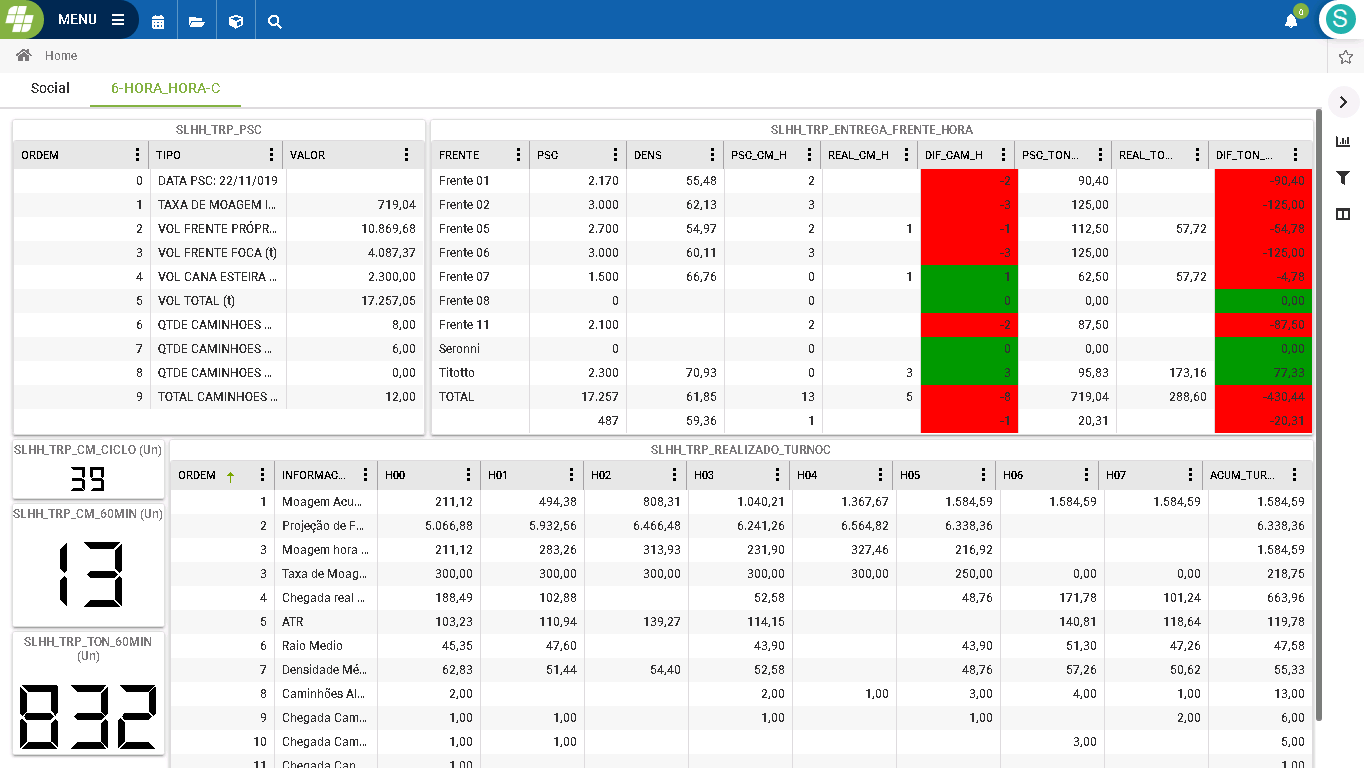 MENU
0
S
Home
Social 6-HORA_HORA-C
SLHH_TRP_PSC
ORDEM TIPO VALOR
0 DATA PSC: 22/11/019
1 TAXA DE MOAGEM I... 719,04
2 VOL FRENTE PRÓPR... 10.869,68
3 VOL FRENTE FOCA (t) 4.087,37
4 VOL CANA ESTEIRA ... 2.300,00
5 VOL TOTAL (t) 17.257,05
6 QTDE CAMINHOES ... 8,00
7 QTDE CAMINHOES ... 6,00
8 QTDE CAMINHOES ... 0,00
9 TOTAL CAMINHOES ... 12,00
SLHH_TRP_ENTREGA_FRENTE_HORA
FRENTE PSC DENS PSC_CM_H REAL_CM_H DIF_CAM_H PSC_TON... REAL_TO... DIF_TON_...
Frente 01 2.170 55,48 2 -2 90,40 -90,40
Frente 02 3.000 62,13 3 -3 125,00 -125,00
Frente 05 2.700 54,97 2 1 -1 112,50 57,72 -54,78
Frente 06 3.000 60,11 3 -3 125,00 -125,00
Frente 07 1.500 66,76 0 1 1 62,50 57,72 -4,78
Frente 08 0 0 0 0,00 0,00
Frente 11 2.100 2 -2 87,50 -87,50
Seronni 0 0 0 0,00 0,00
Titotto 2.300 70,93 0 3 3 95,83 173,16 77,33
TOTAL 17.257 61,85 13 5 -8 719,04 288,60 -430,44
487 59,36 1 -1 20,31 -20,31
SLHH_TRP_CM_CICLO (Un)
39
SLHH_TRP_CM_60MIN (Un)
13
SLHH_TRP_TON_60MIN
(Un)
832
SLHH_TRP_REALIZADO_TURNOC
ORDEM INFORMAC... H00 H01 H02 H03 H04 H05 H06 H07 ACUM_TUR...
1 Moagem Acu... 211,12 494,38 808,31 1.040,21 1.367,67 1.584,59 1.584,59 1.584,59 1.584,59
2 Projeção de F... 5.066,88 5.932,56 6.466,48 6.241,26 6.564,82 6.338,36 6.338,36
3 Moagem hora ... 211,12 283,26 313,93 231,90 327,46 216,92 1.584,59
3 Taxa de Moag... 300,00 300,00 300,00 300,00 300,00 250,00 0,00 0,00 218,75
4 Chegada real ... 188,49 102,88 52,58 48,76 171,78 101,24 663,96
5 ATR 103,23 110,94 139,27 114,15 140,81 118,64 119,78
6 Raio Medio 45,35 47,60 43,90 43,90 51,30 47,26 47,58
7 Densidade Mé... 62,83 51,44 54,40 52,58 48,76 57,26 50,62 55,33
8 Caminhões Al... 2,00 2,00 1,00 3,00 4,00 1,00 13,00
9 Chegada Cam... 1,00 1,00 1,00 1,00 2,00 6,00
10 Chegada Cam... 1,00 1,00 3,00 5,00
11 Chegada Can... 1,00 1,00